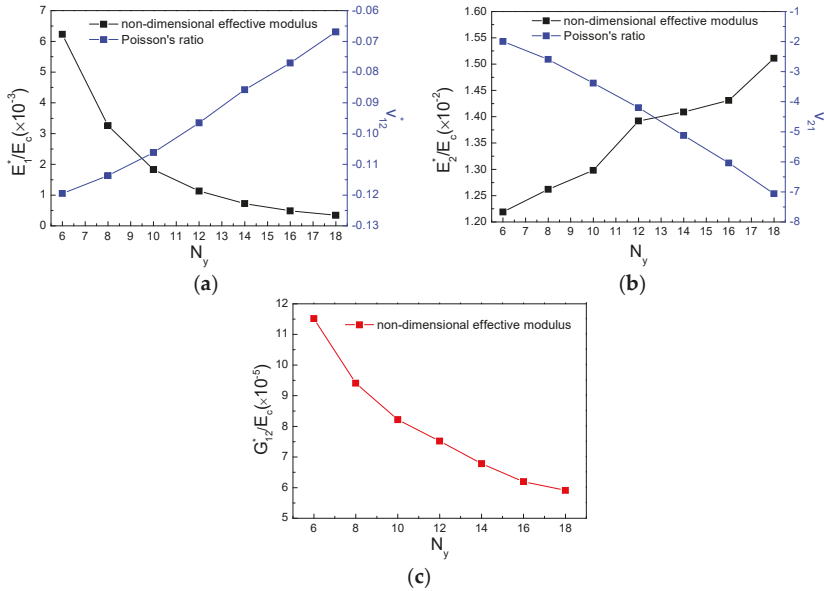 7
6
5
4
3
2
1
0
E*1/Ec(×10-3)
non-dimensional effective modulus
Poisson's ratio
-0.06
-0.07
-0.08
-0.09
-0.10
-0.11
-0.12
-0.13
ν*12
6 7 8 9 10 11 12 13 14 15 16 17 18
Ny
(a)
1.60
1.55
1.50
1.45
1.40
1.35
1.30
1.25
1.20
E*2/Ec(×10-2)
non-dimensional effective modulus
Poisson's ratio
-1
-2
-3
-4
-5
-6
-7
-8
ν*21
6 7 8 9 10 11 12 13 14 15 16 17 18
Ny
(b)
12
11
10
9
8
7
6
5
G*12/Ec(×10-5)
non-dimensional effective modulus
6 8 10 12 14 16 18
Ny
(c)